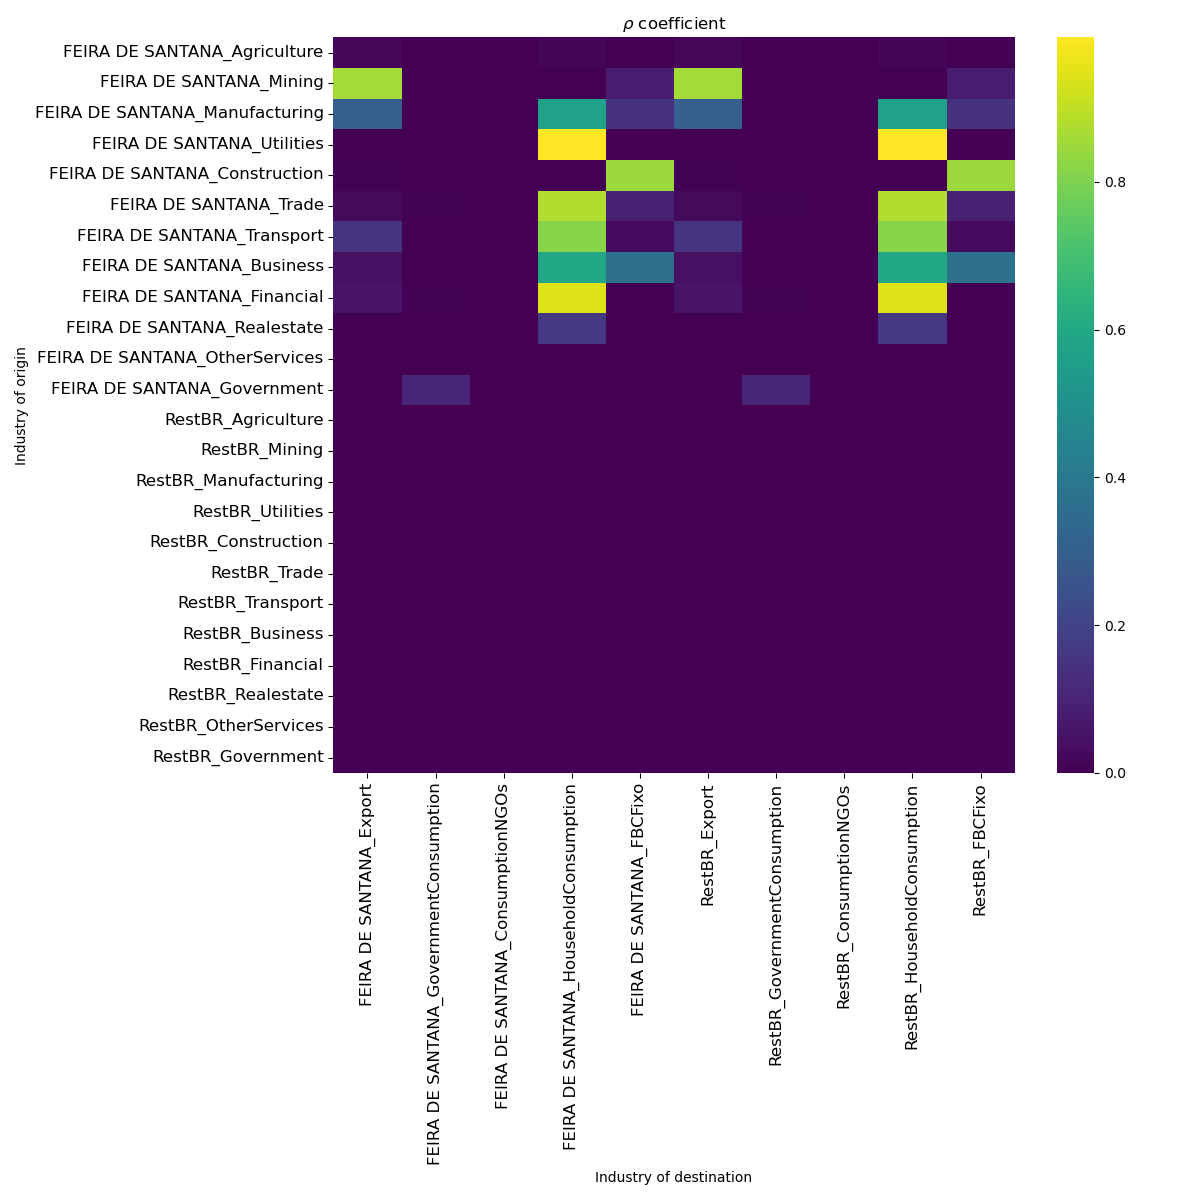 ρ coefficient
FEIRA DE SANTANA_Agriculture
FEIRA DE SANTANA_Mining
FEIRA DE SANTANA_Manufacturing
FEIRA DE SANTANA_Utilities
FEIRA DE SANTANA_Construction
FEIRA DE SANTANA_Trade
FEIRA DE SANTANA_Transport
FEIRA DE SANTANA_Business
FEIRA DE SANTANA_Financial
FEIRA DE SANTANA_Realestate
FEIRA DE SANTANA_OtherServices
FEIRA DE SANTANA_Government
RestBR_Agriculture
RestBR_Mining
RestBR_Manufacturing
RestBR_Utilities
RestBR_Construction
RestBR_Trade
RestBR_Transport
RestBR_Business
RestBR_Financial
RestBR_Realestate
RestBR_OtherServices
RestBR_Government
Industry of origin
0.8
0.6
0.4
0.2
0.0
FEIRA DE SANTANA_Export
FEIRA DE SANTANA_GovernmentConsumption
FEIRA DE SANTANA_ConsumptionNGOs
FEIRA DE SANTANA_HouseholdConsumption
FEIRA DE SANTANA_FBCFixo
RestBR_Export
RestBR_GovernmentConsumption
RestBR_ConsumptionNGOs
RestBR_HouseholdConsumption
RestBR_FBCFixo
Industry of destination